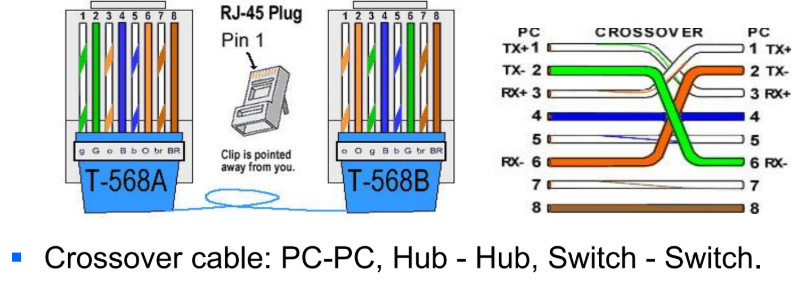 1 2 3 4 5 6 7 8
RJ-45 Plug
Pin 1
1 2 3 4 5 6 7 8
Clip is pointed
away from you.
g G o B b O br BR
T-568A
o O g B b G br BR
T-568B
PC CROSSOVER PC
TX+ 1 1 TX+
TX- 2 2 TX-
RX+ 3 3 RX+
4 4
5 5
RX- 6 6 RX-
7 7
8 8
Crossover cable: PC-PC, Hub - Hub, Switch - Switch.